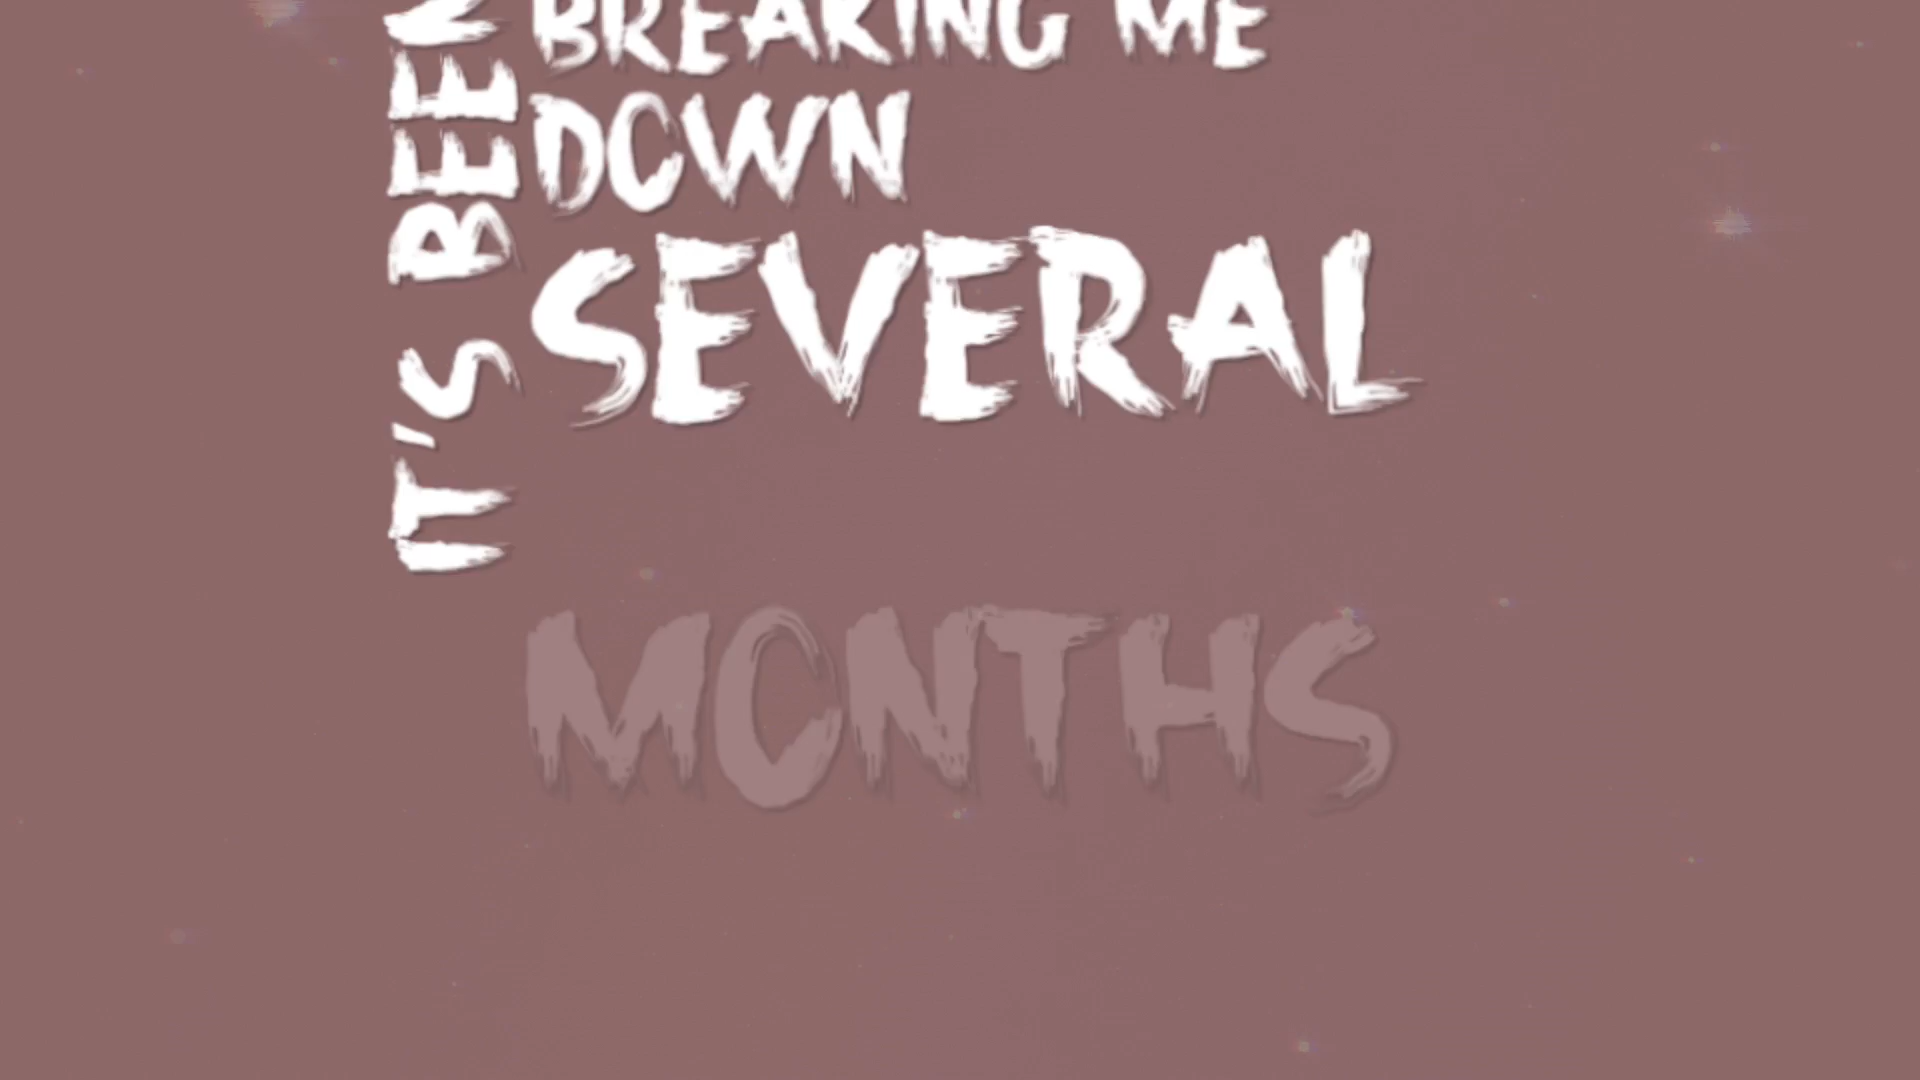 IT'S BEEN
BREAKING ME
DOWN
SEVERAL
MONTHS